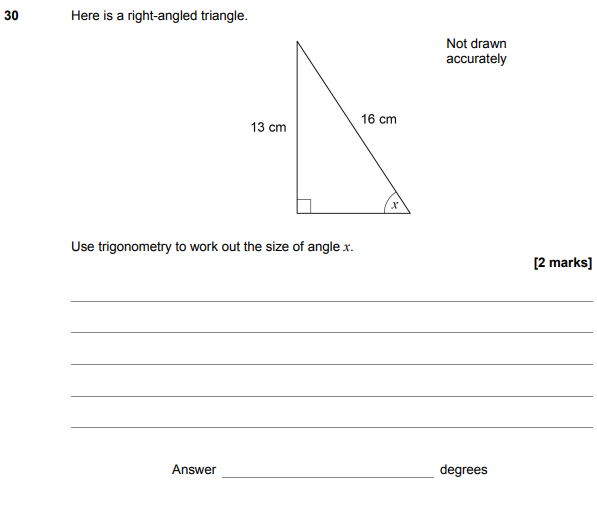 30 Here is a right-angled triangle.
Not drawn
accurately
16 cm
13 cm
x
Use trigonometry to work out the size of angle x.
[2 marks]
Answer degrees